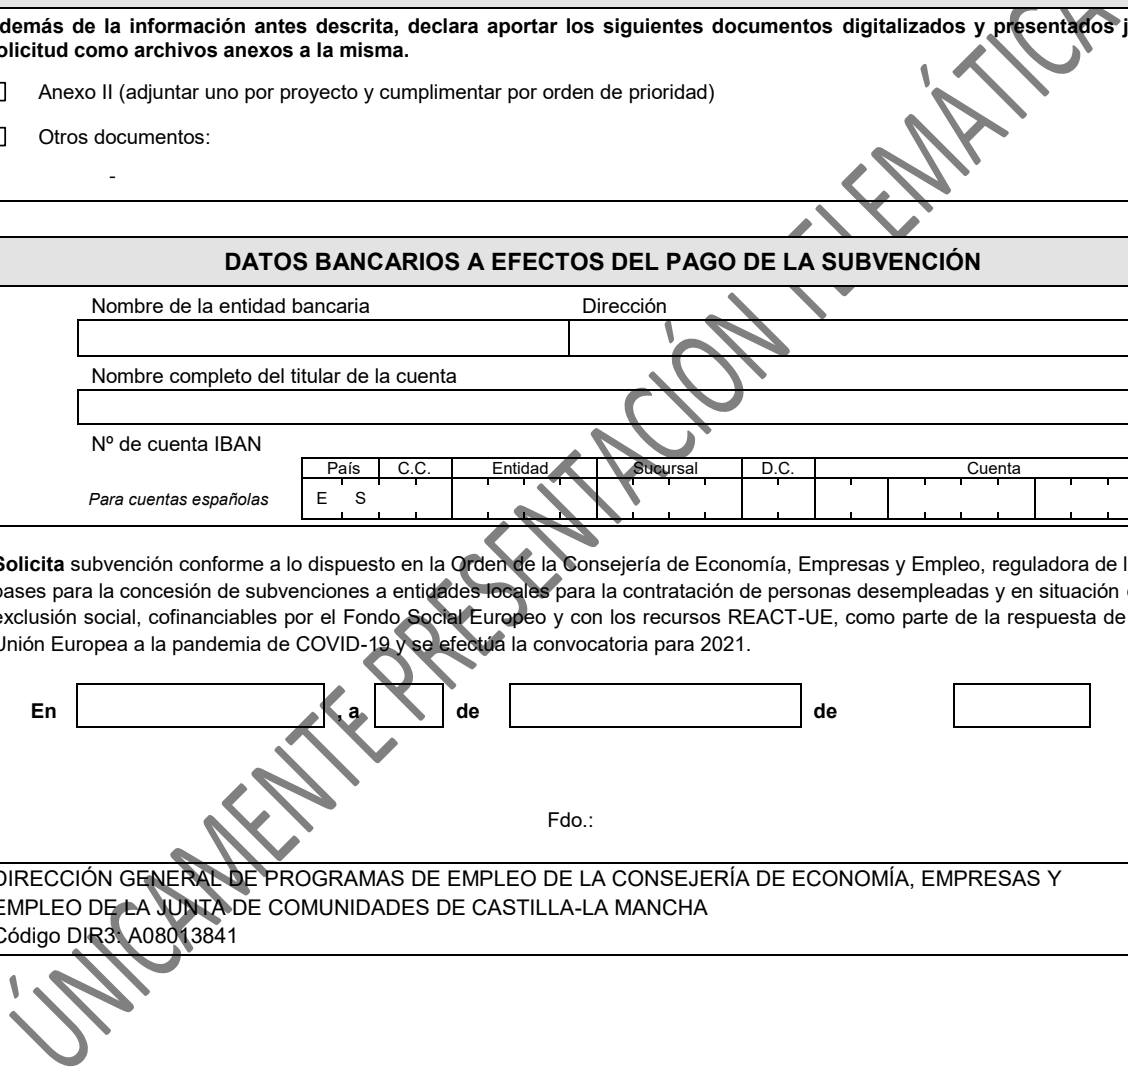 demás de la información antes descrita, declara aportar los siguientes documentos digitalizados y presentados j
olicitud como archivos anexos a la misma.
Anexo II (adjuntar uno por proyecto y cumplimentar por orden de prioridad)
Otros documentos:
-
DATOS BANCARIOS A EFECTOS DEL PAGO DE LA SUBVENCIÓN
Nombre de la entidad bancaria Dirección
Nombre completo del titular de la cuenta
Nº de cuenta IBAN
País C.C. Entidad Sucursal D.C. Cuenta
Para cuentas españolas E S
Solicita subvención conforme a lo dispuesto en la Orden de la Consejería de Economía, Empresas y Empleo, reguladora de l
bases para la concesión de subvenciones a entidades locales para la contratación de personas desempleadas y en situación
exclusión social, cofinanciables por el Fondo Social Europeo y con los recursos REACT-UE, como parte de la respuesta de
Unión Europea a la pandemia de COVID-19 y se efectúa la convocatoria para 2021.
En , a de de
Fdo.:
DIRECCIÓN GENERAL DE PROGRAMAS DE EMPLEO DE LA CONSEJERÍA DE ECONOMÍA, EMPRESAS Y
EMPLEO DE LA JUNTA DE COMUNIDADES DE CASTILLA-LA MANCHA
Código DIR3: A08013841
ÚNICAMENTE PRESENTACIÓN TELEMÁTICA